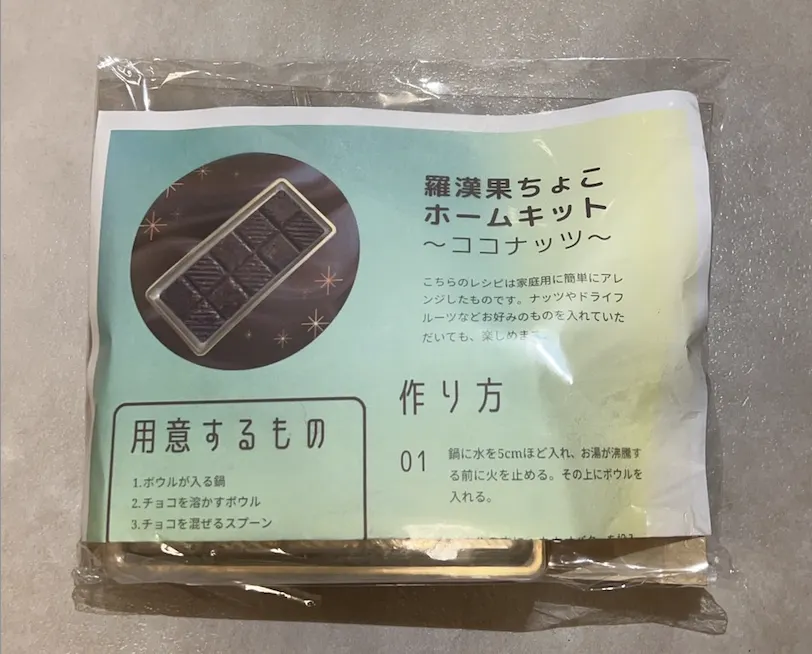 羅漢果ちょこ
ホームキット
〜ココナッツ〜
こちらのレシピは家庭用に簡単にアレ
ンジしたものです。ナッツやドライフ
ルーツなどお好みのものを入れていた
だいても、楽しめま
用意するもの
1.ボウルが入る鍋
2.チョコを溶かすボウル
3.チョコを混ぜるスプーン
作り方
01
鍋に水を5cmほど入れ、お湯が沸騰す
る前に火を止める。その上にボウルを
入れる。